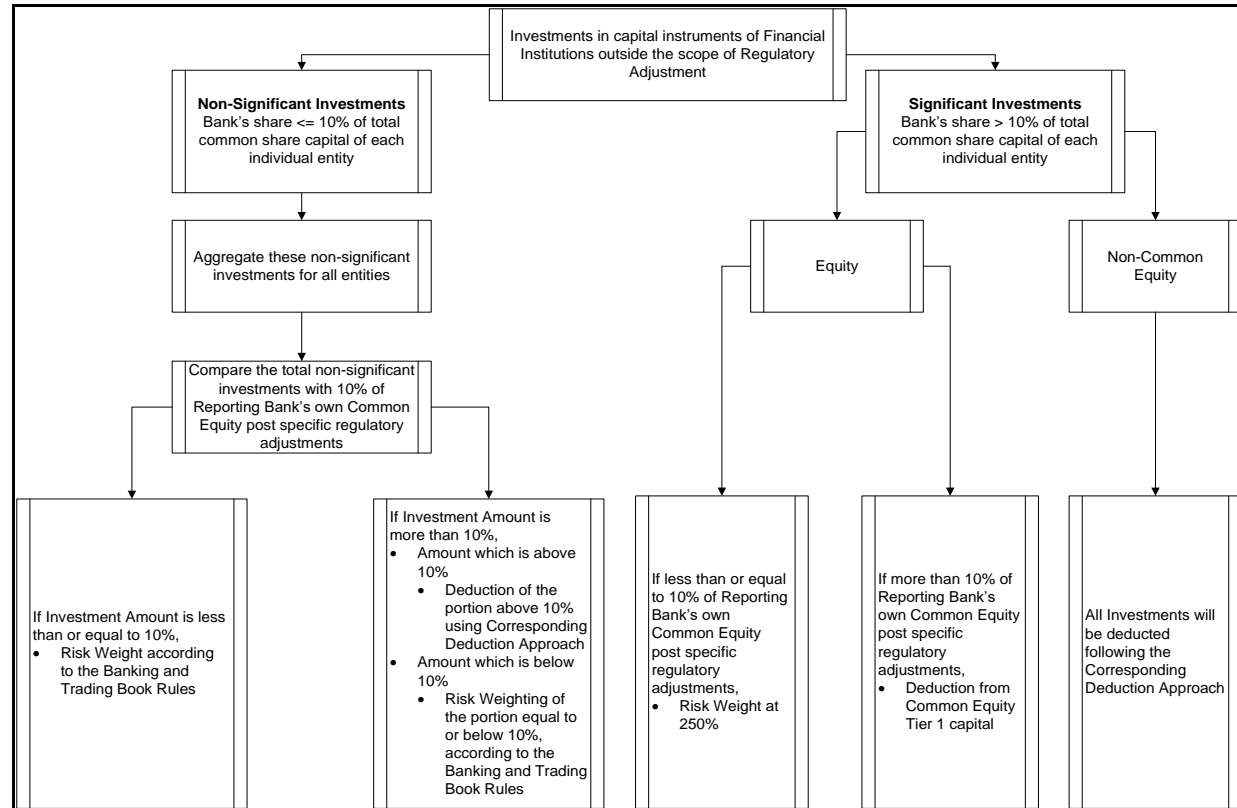 Investments in capital instruments of Financial
Institutions outside the scope of Regulatory
Adjustment
Non-Significant Investments
Bank's share <= 10% of total
common share capital of each
individual entity
Significant Investments
Bank's share > 10% of total
common share capital of each
individual entity
Aggregate these non-significant
investments for all entities
Equity
Non-Common
Equity
Compare the total non-significant
investments with 10% of
Reporting Bank's own Common
Equity post specific regulatory
adjustments
If Investment Amount is less
than or equal to 10%,
• Risk Weight according
to the Banking and
Trading Book Rules
If Investment Amount is
more than 10%,
• Amount which is above
10%
• Deduction of the
portion above 10%
using Corresponding
Deduction Approach
• Amount which is below
10%
• Risk Weighting of
the portion equal to
or below 10%,
according to the
Banking and Trading
Book Rules
If less than or equal
to 10% of Reporting
Bank's own
Common Equity
post specific
regulatory
adjustments,
• Risk Weight at
250%
If more than 10% of
Reporting Bank's
own Common Equity
post specific
regulatory
adjustments,
• Deduction from
Common Equity
Tier 1 capital
All Investments will
be deducted
following the
Corresponding
Deduction Approach